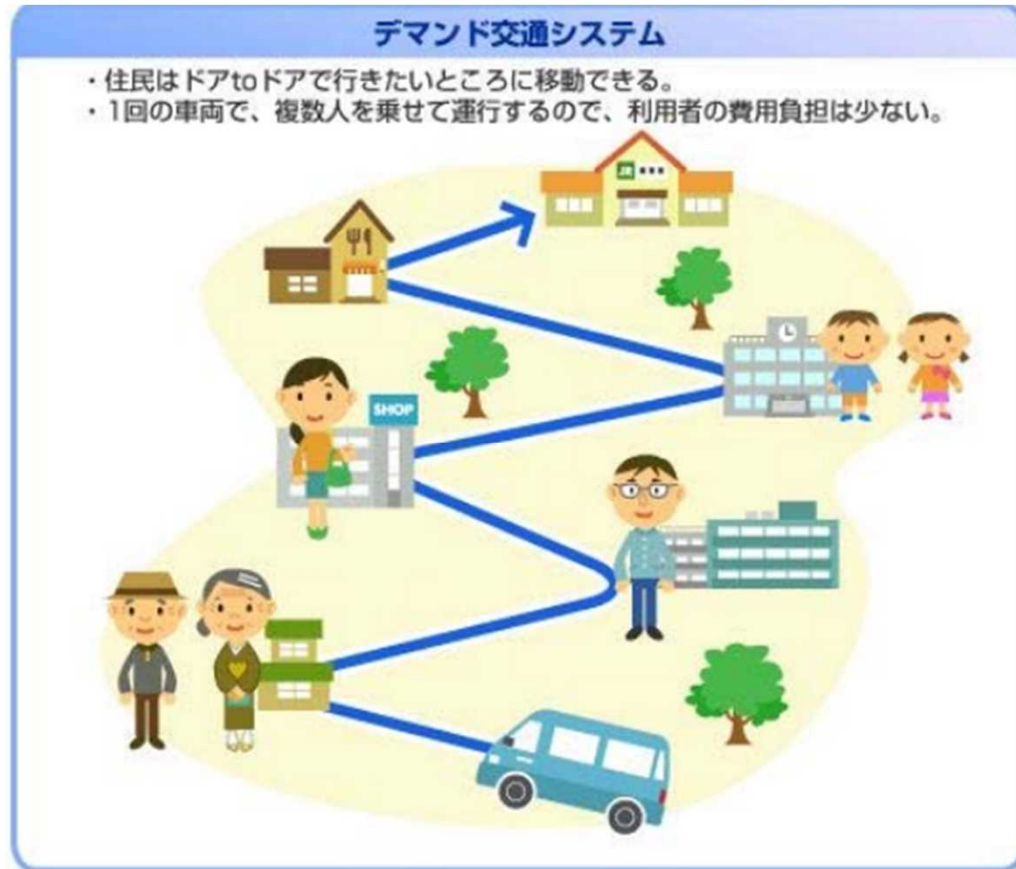 デマンド交通システム
・住民はドアtoドアで行きたいところに移動できる。
・1回の車両で、複数人を乗せて運行するので、利用者の費用負担は少ない。
JR
SHOP